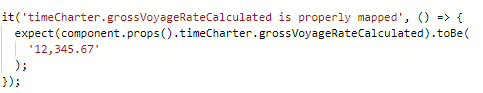 it('timeCharter.grossVoyageRateCalculated is properly mapped', () => {
  expect(component.props().timeCharter.grossVoyageRateCalculated).toBe(
    '12,345.67'
  );
});